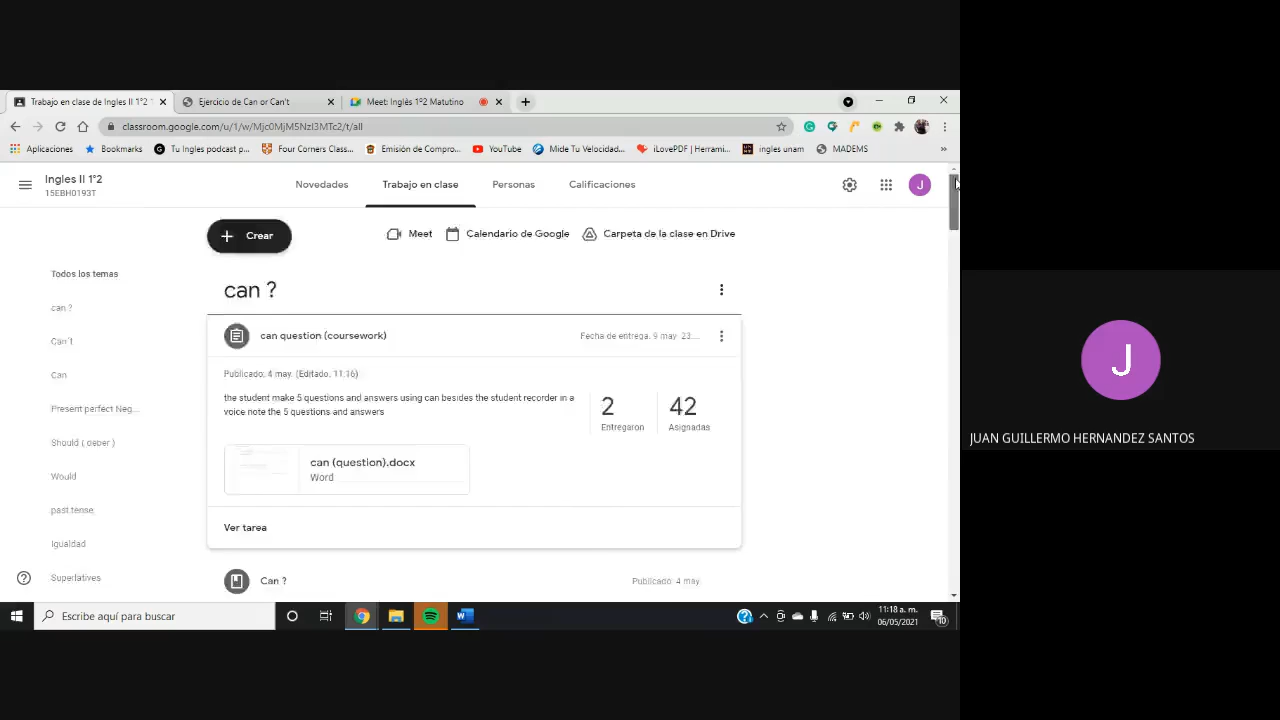 Trabajo en clase de Ingles II 1°2
Ejercicio de Can or Can't
Meet: Inglés 1°2 Matutino
classroom.google.com/u/1/w/Mjc0MjM5NzI3MTc2/t/all
Aplicaciones
Bookmarks
Tu Ingles podcast p...
Four Corners Class...
Emisión de Compro...
YouTube
Mide Tu Velocidad...
iLovePDF | Herrami...
ingles unam
MADEMS
»
Ingles II 1°2
15EBH0193T
Novedades
Trabajo en clase
Personas
Calificaciones
J
Crear
Meet
Calendario de Google
Carpeta de la clase en Drive
Todos los temas
can ?
Can´t
Can
Present perfect Neg...
Should ( deber )
Would
past tense
Igualdad
Superlatives
can ?
can question (coursework)
Fecha de entrega: 9 may 23:...
Publicado: 4 may. (Editado, 11:16)
the student make 5 questions and answers using can besides the student recorder in a
voice note the 5 questions and answers
2
Entregaron
42
Asignadas
can (question).docx
Word
Ver tarea
Can ?
Publicado: 4 may
Escribe aquí para buscar
11:18 a. m.
06/05/2021
10
J
JUAN GUILLERMO HERNANDEZ SANTOS